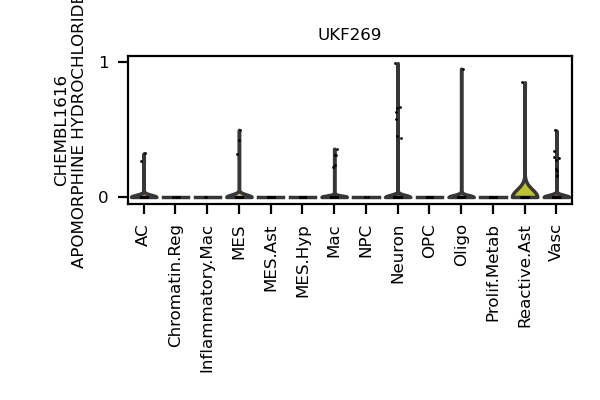 UKF269
CHEMBL1616
APOMORPHINE HYDROCHLORIDE
1
0
AC
Chromatin.Reg
Inflammatory.Mac
MES
MES.Ast
MES.Hyp
Mac
NPC
Neuron
OPC
Oligo
Prolif.Metab
Reactive.Ast
Vasc